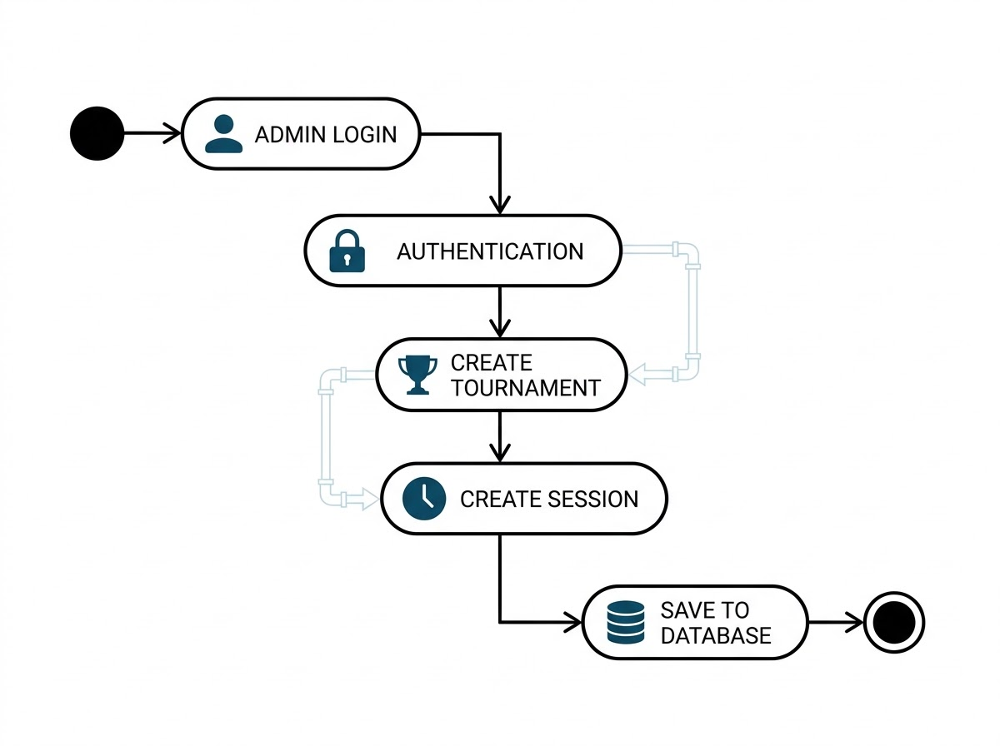 ADMIN LOGIN
AUTHENTICATION
CREATE
TOURNAMENT
CREATE SESSION
SAVE TO
DATABASE